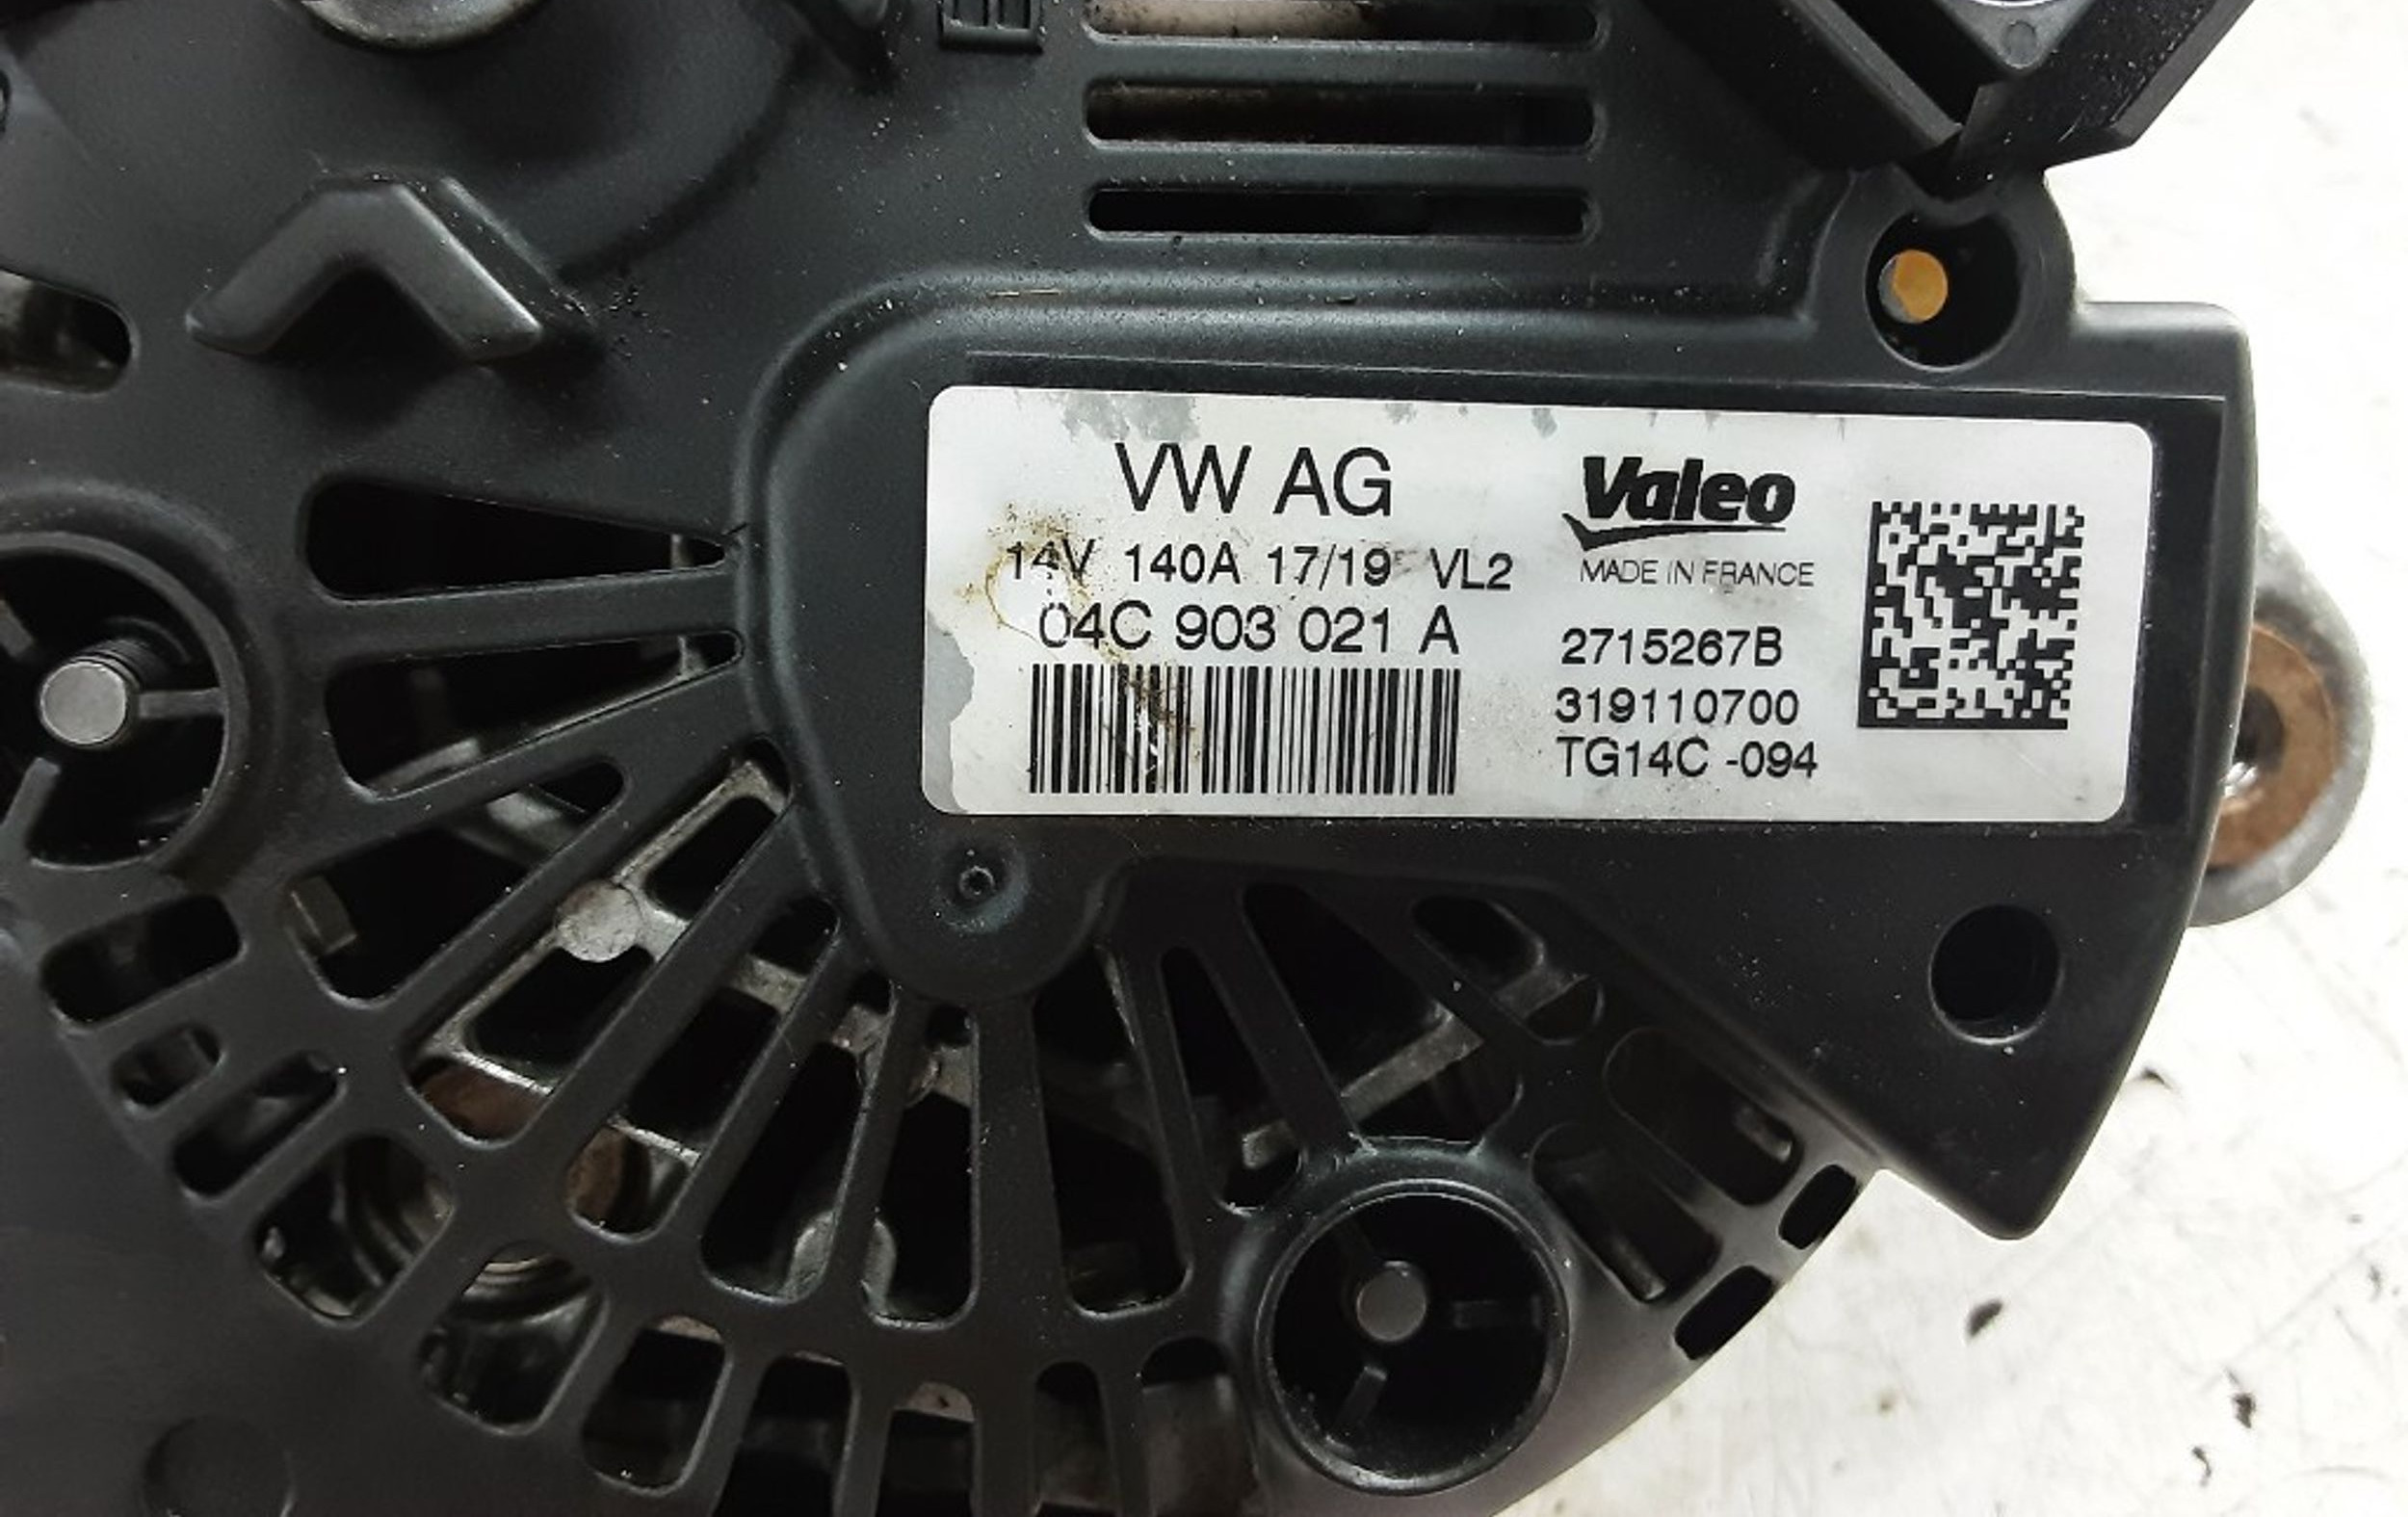 VW AG
14V 140A 17/19 VL2
04C 903 021 A
Valeo
MADE IN FRANCE
2715267B
319110700
TG14C -094